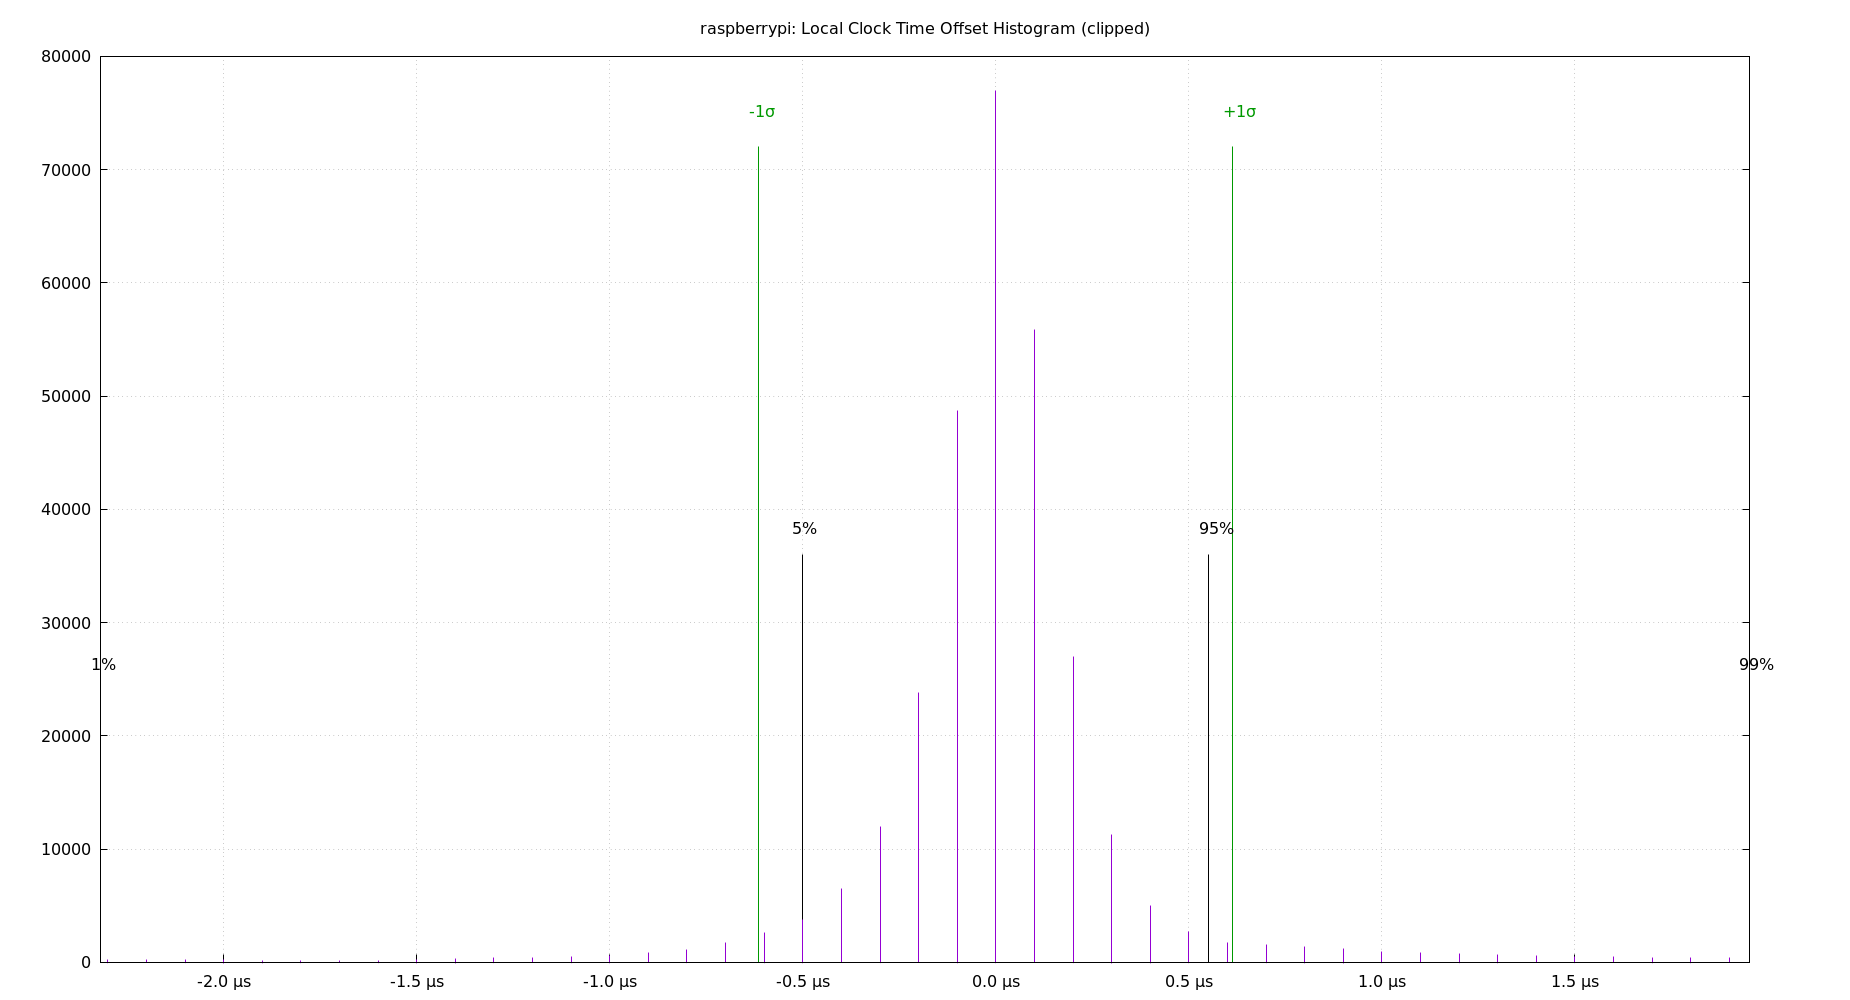 raspberrypi: Local Clock Time Offset Histogram (clipped)
80000
-1σ
+1σ
70000
60000
50000
40000
5%
95%
30000
1%
99%
20000
10000
0
-2.0 µs
-1.5 µs
-1.0 µs
-0.5 µs
0.0 µs
0.5 µs
1.0 µs
1.5 µs